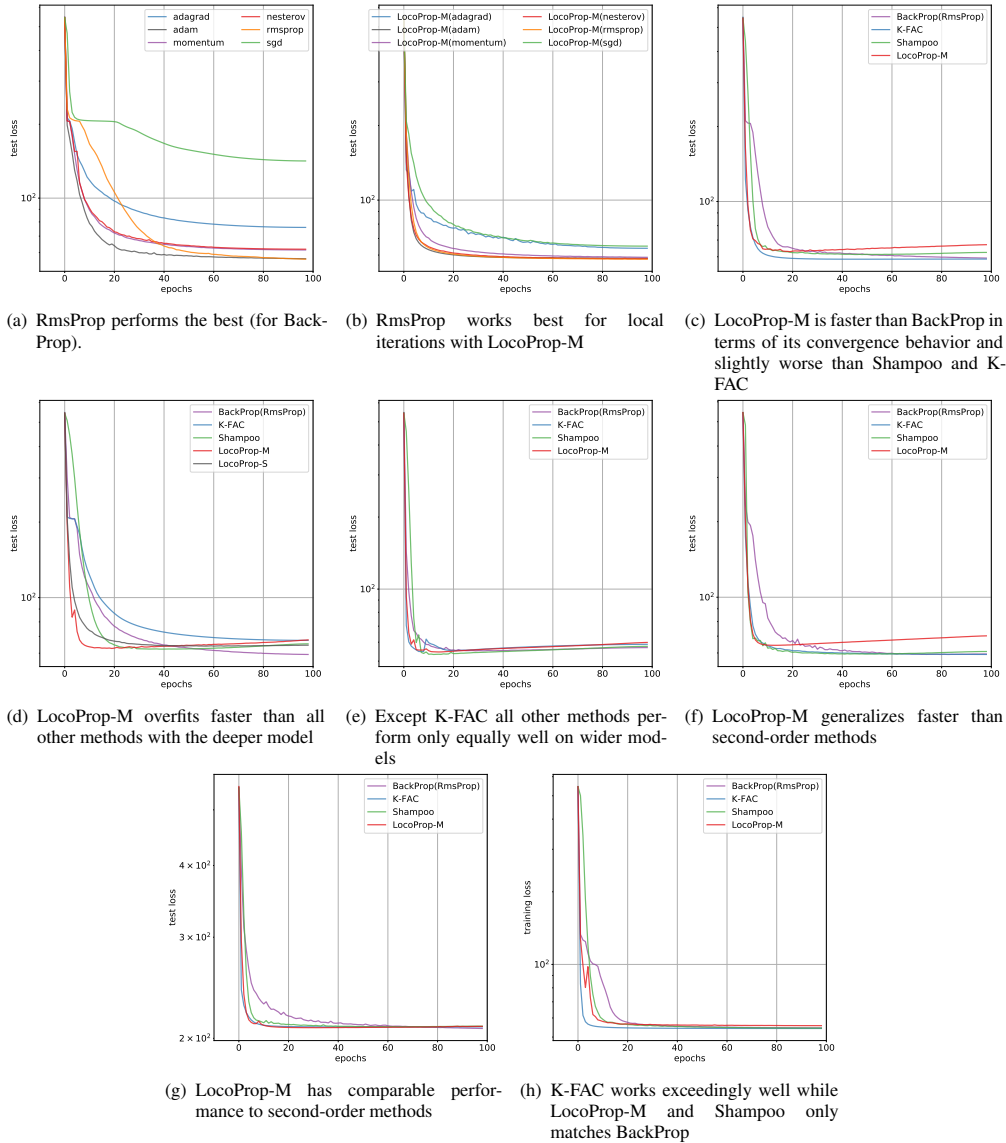 adagrad
adam
momentum
nesterov
rmsprop
sgd
test loss
10²
0 20 40 60 80 100
epochs
LocoProp-M(adagrad)
LocoProp-M(adam)
LocoProp-M(momentum)
LocoProp-M(nesterov)
LocoProp-M(rmsprop)
LocoProp-M(sgd)
test loss
10²
0 20 40 60 80 100
epochs
BackProp(RmsProp)
K-FAC
Shampoo
LocoProp-M
test loss
10²
0 20 40 60 80 100
epochs
(a) RmsProp performs the best (for Back-
Prop).
(b) RmsProp works best for local
iterations with LocoProp-M
(c) LocoProp-M is faster than BackProp in
terms of its convergence behavior and
slightly worse than Shampoo and K-
FAC
BackProp(RmsProp)
K-FAC
Shampoo
LocoProp-M
LocoProp-S
test loss
10²
0 20 40 60 80 100
epochs
BackProp(RmsProp)
K-FAC
Shampoo
LocoProp-M
test loss
10²
0 20 40 60 80 100
epochs
BackProp(RmsProp)
K-FAC
Shampoo
LocoProp-M
test loss
10²
0 20 40 60 80 100
epochs
(d) LocoProp-M overfits faster than all
other methods with the deeper model
(e) Except K-FAC all other methods per-
form only equally well on wider mod-
els
(f) LocoProp-M generalizes faster than
second-order methods
BackProp(RmsProp)
K-FAC
Shampoo
LocoProp-M
test loss
4 × 10²
3 × 10²
2 × 10²
0 20 40 60 80 100
epochs
BackProp(RmsProp)
K-FAC
Shampoo
LocoProp-M
training loss
10²
0 20 40 60 80 100
epochs
(g) LocoProp-M has comparable perfor-
mance to second-order methods
(h) K-FAC works exceedingly well while
LocoProp-M and Shampoo only
matches BackProp